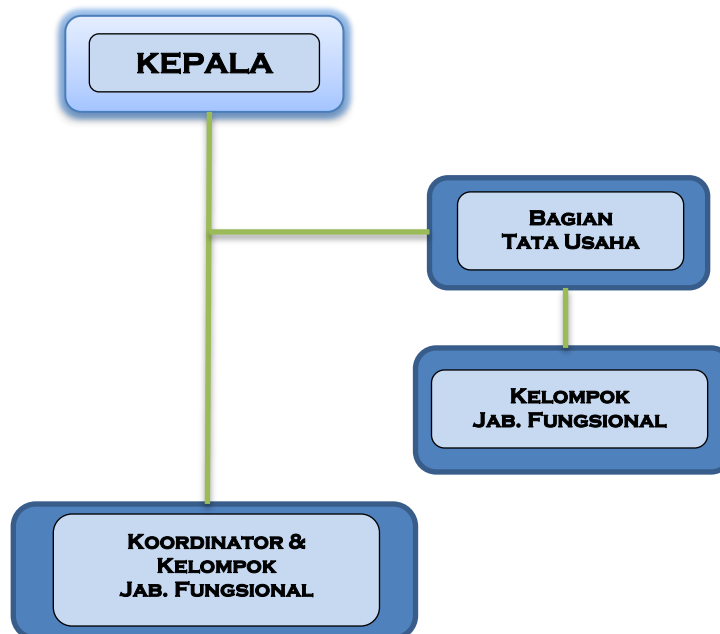 KEPALA
BAGIAN
TATA USAHA
KELOMPOK
JAB. FUNGSIONAL
KOORDINATOR &
KELOMPOK
JAB. FUNGSIONAL